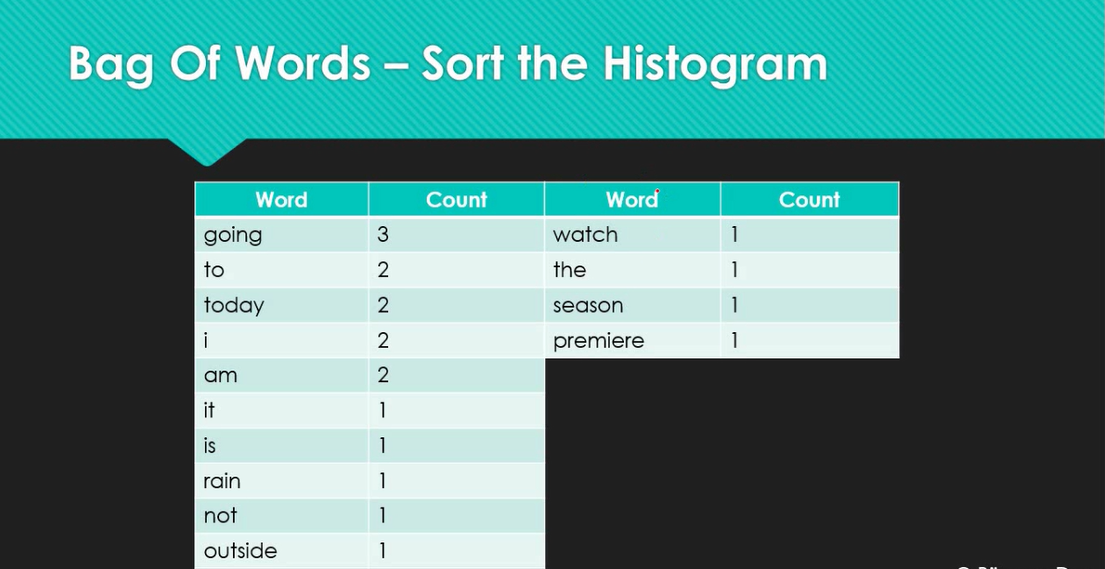 Bag Of Words – Sort the Histogram
Word Count Word Count
going 3 watch 1
to 2 the 1
today 2 season 1
i 2 premiere 1
am 2
it 1
is 1
rain 1
not 1
outside 1